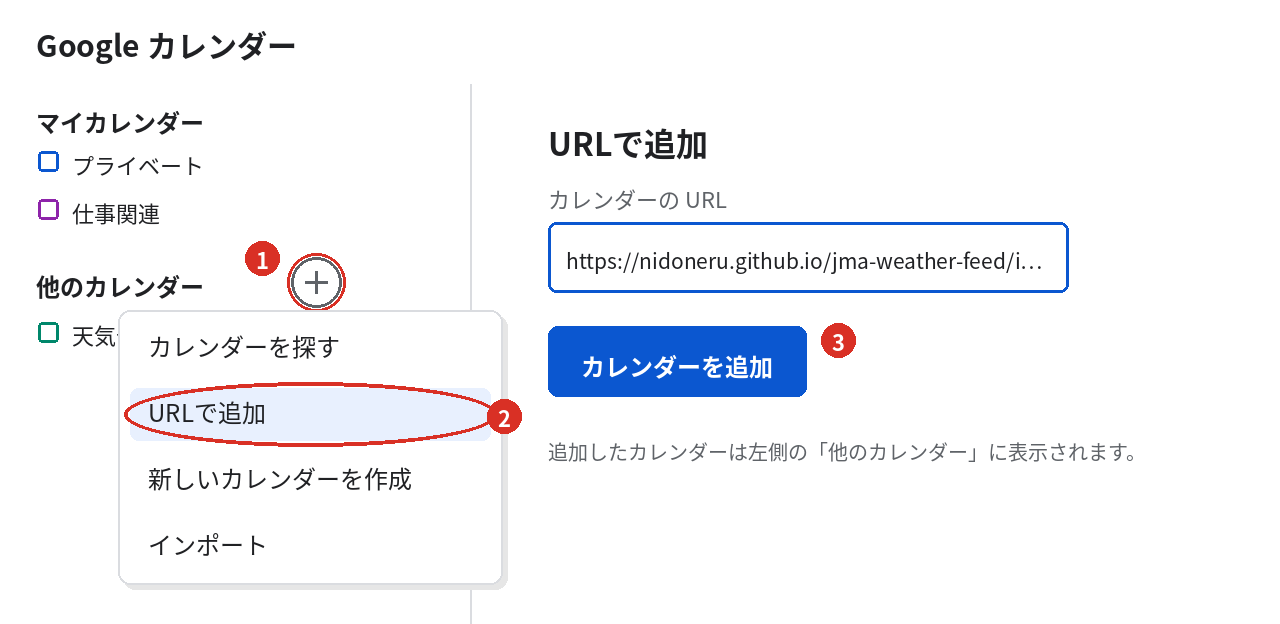 Google カレンダー
マイカレンダー
プライベート
仕事関連
1
他のカレンダー
天気
カレンダーを探す
URLで追加
2
新しいカレンダーを作成
インポート
URLで追加
カレンダーの URL
https://nidoneru.github.io/jma-weather-feed/i…
カレンダーを追加
3
追加したカレンダーは左側の「他のカレンダー」に表示されます。